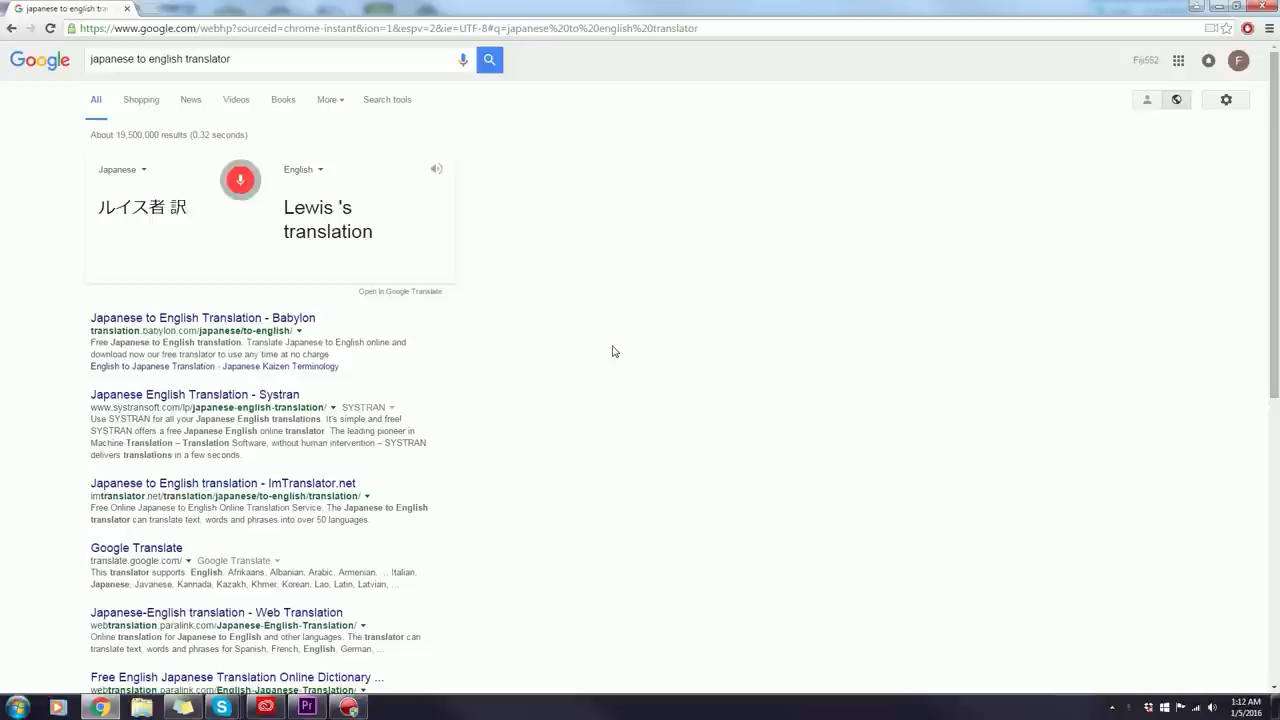 japanese to english tran
https://www.google.com/webhp?sourceid=chrome-instant&ion=1&espv=2&ie=UTF-8#q=japanese%20to%20english%20translator
Google
japanese to english translator
Fiji552
F
All Shopping News Videos Books More Search tools
About 19,500,000 results (0.32 seconds)
Japanese English
ルイス者 訳
Lewis 's
translation
Open in Google Translate
Japanese to English Translation - Babylon
translation.babylon.com/japanese/to-english/
Free Japanese to English translation. Translate Japanese to English online and
download now our free translator to use any time at no charge
English to Japanese Translation - Japanese Kaizen Terminology
Japanese English Translation - Systran
www.systransoft.com/lp/japanese-english-translation/ SYSTRAN
Use SYSTRAN for all your Japanese English translations. It's simple and free!
SYSTRAN offers a free Japanese English online translator. The leading pioneer in
Machine Translation – Translation Software, without human intervention – SYSTRAN
delivers translations in a few seconds.
Japanese to English translation - ImTranslator.net
imtranslator.net/translation/japanese/to-english/translation/
Free Online Japanese to English Online Translation Service. The Japanese to English
translator can translate text, words and phrases into over 50 languages.
Google Translate
translate.google.com/ Google Translate
This translator supports: English, Afrikaans, Albanian, Arabic, Armenian, ... Italian,
Japanese, Javanese, Kannada, Kazakh, Khmer, Korean, Lao, Latin, Latvian, ...
Japanese-English translation - Web Translation
webtranslation.paralink.com/Japanese-English-Translation/
Online translation for Japanese to English and other languages. The translator can
translate text, words and phrases for Spanish, French, English, German, ...
Free English Japanese Translation Online Dictionary ...
webtranslation.paralink.com/English-Japanese-Translation/
S
Pr
1:12 AM
1/5/2016